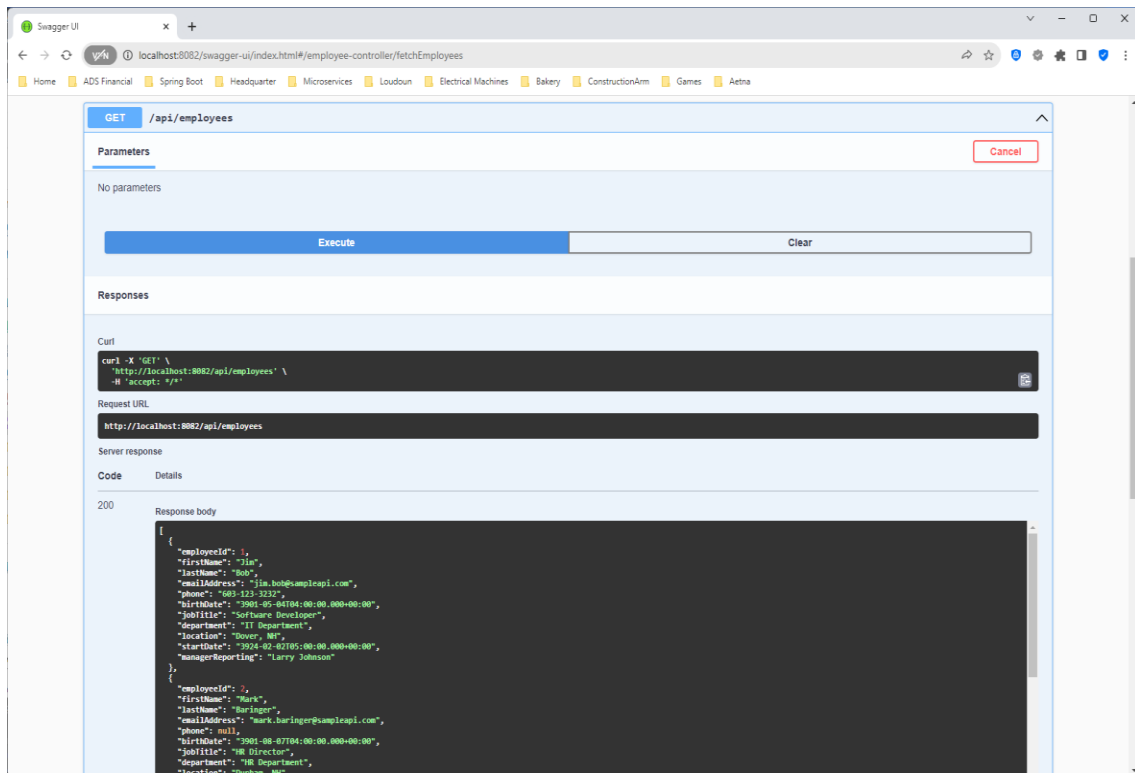 Swagger UI
localhost:8082/swagger-ui/index.html#/employee-controller/fetchEmployees
Home ADS Financial Spring Boot Headquarter Microservices Loudoun Electrical Machines Bakery ConstructionArm Games Aetna
GET /api/employees
Parameters
Cancel
No parameters
Execute Clear
Responses
Curl
curl -X 'GET' \
'http://localhost:8082/api/employees' \
-H 'accept: */*'
Request URL
http://localhost:8082/api/employees
Server response
Code Details
200
Response body
[
{
"employeeId": 1,
"firstName": "Jim",
"lastName": "Bob",
"emailAddress": "jim.bob@sampleapi.com",
"phone": "603-123-3232",
"birthDate": "3901-05-04T04:00:00.000+00:00",
"jobTitle": "Software Developer",
"department": "IT Department",
"location": "Dover, NH",
"startDate": "3924-02-02T05:00:00.000+00:00",
"managerReporting": "Larry Johnson"
},
{
"employeeId": 2,
"firstName": "Mark",
"lastName": "Baringer",
"emailAddress": "mark.baringer@sampleapi.com",
"phone": null,
"birthDate": "3901-08-07T04:00:00.000+00:00",
"jobTitle": "HR Director",
"department": "HR Department",
"location": "Durham, NH",